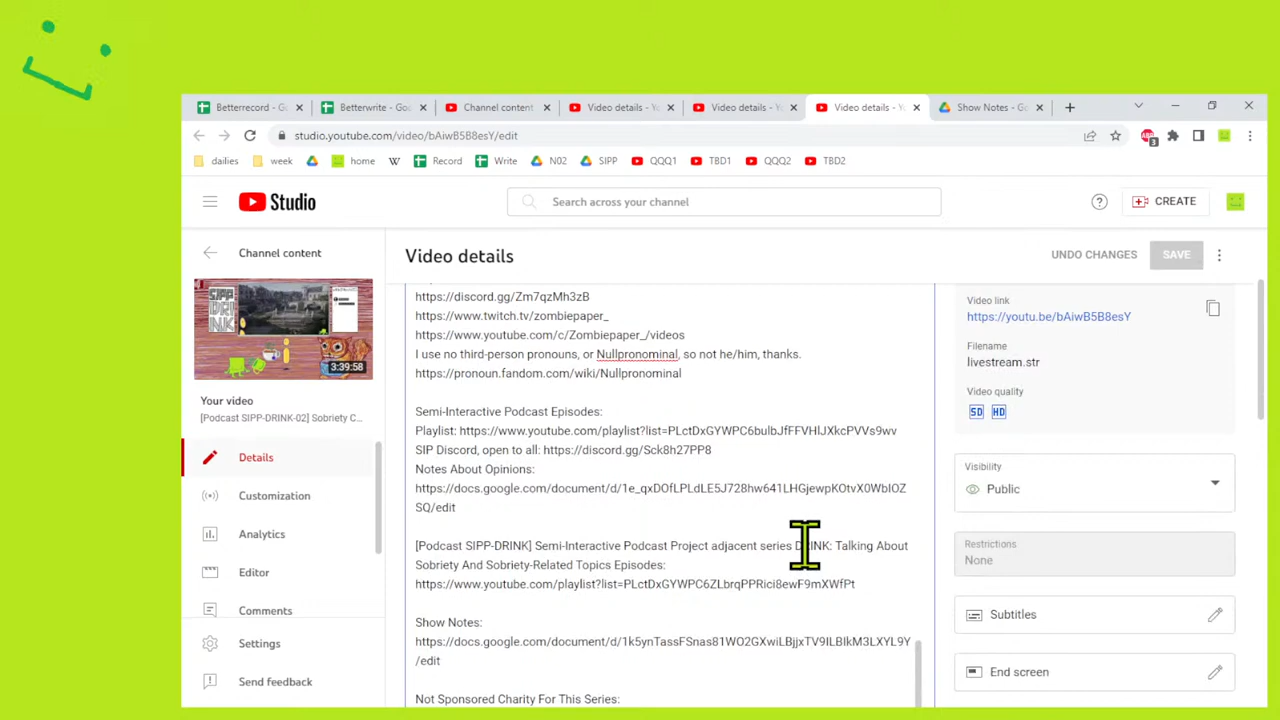 Betterrecord - Go
Betterwrite - Goo
Channel content
Video details - Yo
Video details - Yo
Video details - Yo
Show Notes - Go
studio.youtube.com/video/bAiwB5B8esY/edit
3
dailies
week
home
W
Record
Write
N02
SIPP
QQQ1
TBD1
QQQ2
TBD2
Studio
Search across your channel
CREATE
Channel content
Video details
UNDO CHANGES
SAVE
SIPP
DRINK
3:39:58
Your video
[Podcast SIPP-DRINK-02] Sobriety C...
Details
Customization
Analytics
Editor
Comments
Settings
Send feedback
https://discord.gg/Zm7qzMh3zB
https://www.twitch.tv/zombiepaper_
https://www.youtube.com/c/Zombiepaper_/videos
I use no third-person pronouns, or Nullpronominal, so not he/him, thanks.
https://pronoun.fandom.com/wiki/Nullpronominal
Semi-Interactive Podcast Episodes:
Playlist: https://www.youtube.com/playlist?list=PLctDxGYWPC6bulbJfFFVHlJXkcPVVs9wv
SIP Discord, open to all: https://discord.gg/Sck8h27PP8
Notes About Opinions:
https://docs.google.com/document/d/1e_qxDOfLPLdLE5J728hw641LHGjewpKOtvX0WbIOZ
SQ/edit
[Podcast SIPP-DRINK] Semi-Interactive Podcast Project adjacent series DRINK: Talking About
Sobriety And Sobriety-Related Topics Episodes:
https://www.youtube.com/playlist?list=PLctDxGYWPC6ZLbrqPPRici8ewF9mXWfPt
Show Notes:
https://docs.google.com/document/d/1k5ynTassFSnas81WO2GXwiLBjjxTV9ILBIkM3LXYL9Y
/edit
Not Sponsored Charity For This Series:
Video link
https://youtu.be/bAiwB5B8esY
Filename
livestream.str
Video quality
SD HD
Visibility
Public
Restrictions
None
Subtitles
End screen